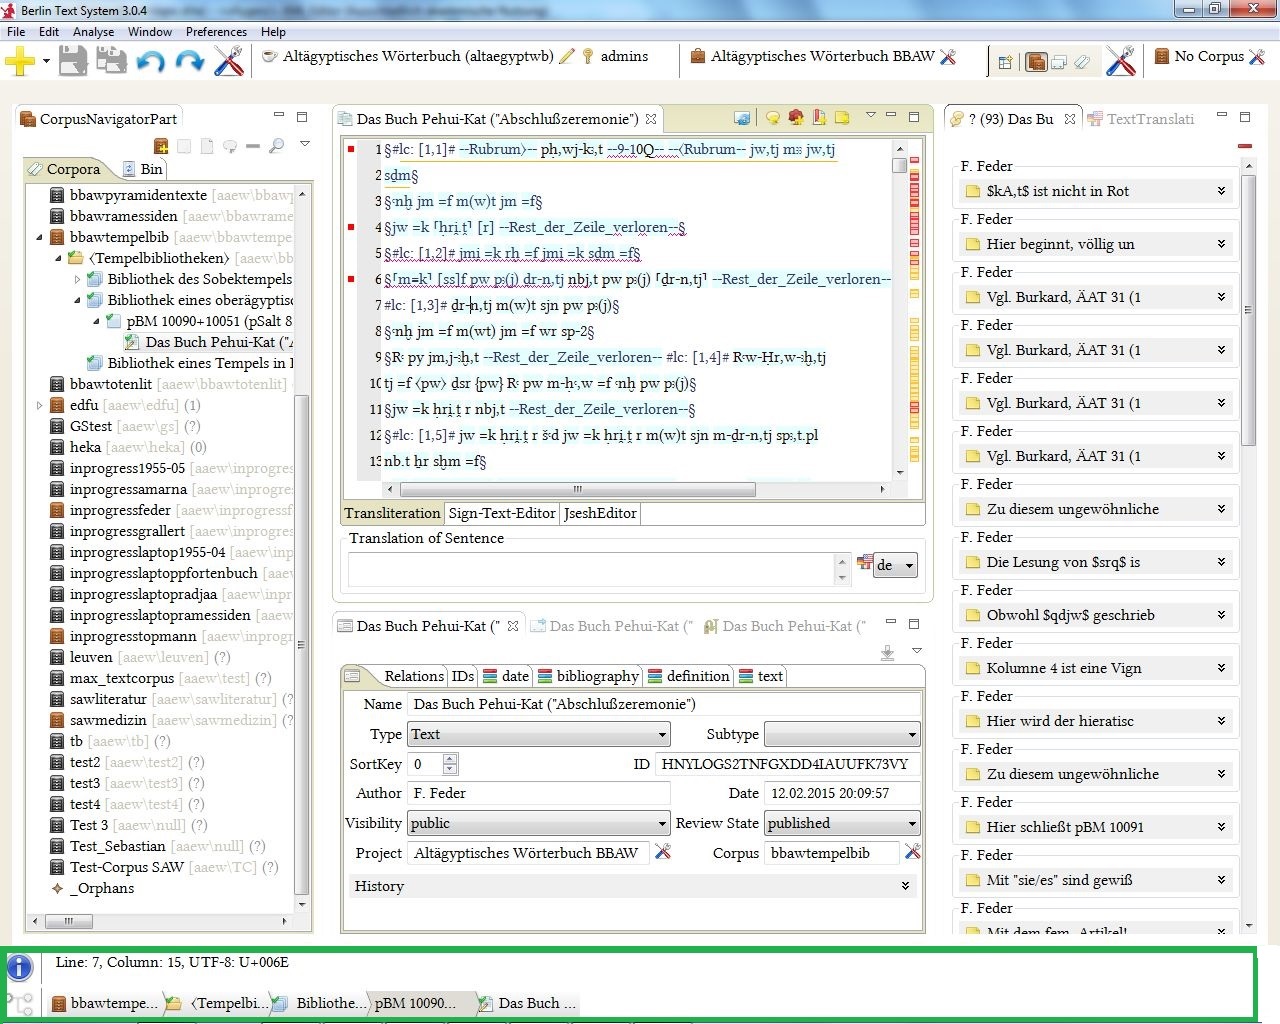 Berlin Text System 3.0.4
File Edit Analyse Window Preferences Help
Altägyptisches Wörterbuch (altaegyptwb) admins Altägyptisches Wörterbuch BBAW No Corpus
CorpusNavigatorPart
Corpora Bin
bbawpyramidentexte [aaew\bbawp
bbawramessiden [aaew\bbawrame
bbawtempelbib [aaew\bbawtempe
⟨Tempelbibliotheken⟩ [aaew\bb
Bibliothek des Sobektempels
Bibliothek eines oberägyptisc
pBM 10090+10051 (pSalt 8
Das Buch Pehui-Kat ("A
Bibliothek eines Tempels in
bbawtotenlit [aaew\bbawtotenlit]
edfu [aaew\edfu] (1)
GStest [aaew\gs] (?)
heka [aaew\heka] (0)
inprogress1955-05 [aaew\inprogres
inprogressamarna [aaew\inprogres
inprogressfeder [aaew\inprogressf
inprogressgrallert [aaew\inprogres
inprogresslaptop1955-04 [aaew\inp
inprogresslaptoppfortenbuch [aaew
inprogresslaptopradjaa [aaew\inpr
inprogresslaptopramessiden [aaew
inprogresstopmann [aaew\inprogr
leuven [aaew\leuven] (?)
max_textcorpus [aaew\test] (?)
sawliteratur [aaew\sawliteratur] (?
sawmedizin [aaew\sawmedizin] (?
tb [aaew\tb] (?)
test2 [aaew\test2] (?)
test3 [aaew\test3] (?)
test4 [aaew\test4] (?)
Test 3 [aaew\null] (?)
Test_Sebastian [aaew\null] (?)
Test-Corpus SAW [aaew\TC] (?)
_Orphans
Das Buch Pehui-Kat ("Abschlußzeremonie")
1 §#lc: [1,1]# --Rubrum⟩-- pḥ,wj-kꜣ,t --9-10Q-- --⟨Rubrum-- jw,tj mꜣꜣ jw,tj
2 sḏm§
3 §ꜥnḫ jm =f m(w)t jm =f§
4 §jw =k ⸢ḥri̯.t⸣ [r] --Rest_der_Zeile_verloren--§
5 §#lc: [1,2]# jmi =k rḫ =f jmi =k sḏm =f§
6 §⸢m=k⸣ [ss]f pw pꜣ(j) dr-n,tj nbj,t pw pꜣ(j) ⸢dr-n,tj⸣ --Rest_der_Zeile_verloren--
7 #lc: [1,3]# dr-n,tj m(w)t sjn pw pꜣ(j)§
8 §ꜥnḫ jm =f m(wt) jm =f wr sp-2§
9 §Rꜥ py jm,j-ꜣḫ,t --Rest_der_Zeile_verloren-- #lc: [1,4]# Rꜥ-Ḥr,w-ꜣḫ,tj
10 tj =f ⟨pw⟩ ḏsr {pw} Rꜥ pw m-ḥꜥ,w =f ꜥnḫ pw pꜣ(j)§
11 §jw =k ḥri̯.t r nbj,t --Rest_der_Zeile_verloren--§
12 §#lc: [1,5]# jw =k ḥri̯.t r šꜥd jw =k ḥri̯.t r m(w)t sjn m-ḏr-n,tj spꜣ,t.pl
13 nb.t ḥr sḫm =f§
Transliteration Sign-Text-Editor JseshEditor
Translation of Sentence
de
Das Buch Pehui-Kat (" Das Buch Pehui-Kat (" Das Buch Pehui-Kat ("
Relations IDs date bibliography definition text
Name Das Buch Pehui-Kat ("Abschlußzeremonie")
Type Text Subtype
SortKey 0 ID HNYLOGS2TNFGXDD4IAUUFK73VY
Author F. Feder Date 12.02.2015 20:09:57
Visibility public Review State published
Project Altägyptisches Wörterbuch BBAW Corpus bbawtempelbib
History
? (93) Das Bu TextTranslati
F. Feder
$kA,t$ ist nicht in Rot
F. Feder
Hier beginnt, völlig un
F. Feder
Vgl. Burkard, ÄAT 31 (1
F. Feder
Vgl. Burkard, ÄAT 31 (1
F. Feder
Vgl. Burkard, ÄAT 31 (1
F. Feder
Vgl. Burkard, ÄAT 31 (1
F. Feder
Zu diesem ungewöhnliche
F. Feder
Die Lesung von $srq$ is
F. Feder
Obwohl $qdjw$ geschrieb
F. Feder
Kolumne 4 ist eine Vign
F. Feder
Hier wird der hieratisc
F. Feder
Zu diesem ungewöhnliche
F. Feder
Hier schließt pBM 10091
F. Feder
Mit "sie/es" sind gewiß
F. Feder
Mit dem fem. Artikel!
Line: 7, Column: 15, UTF-8: U+006E
bbawtempe... ⟨Tempelbi... Bibliothe... pBM 10090... Das Buch ...